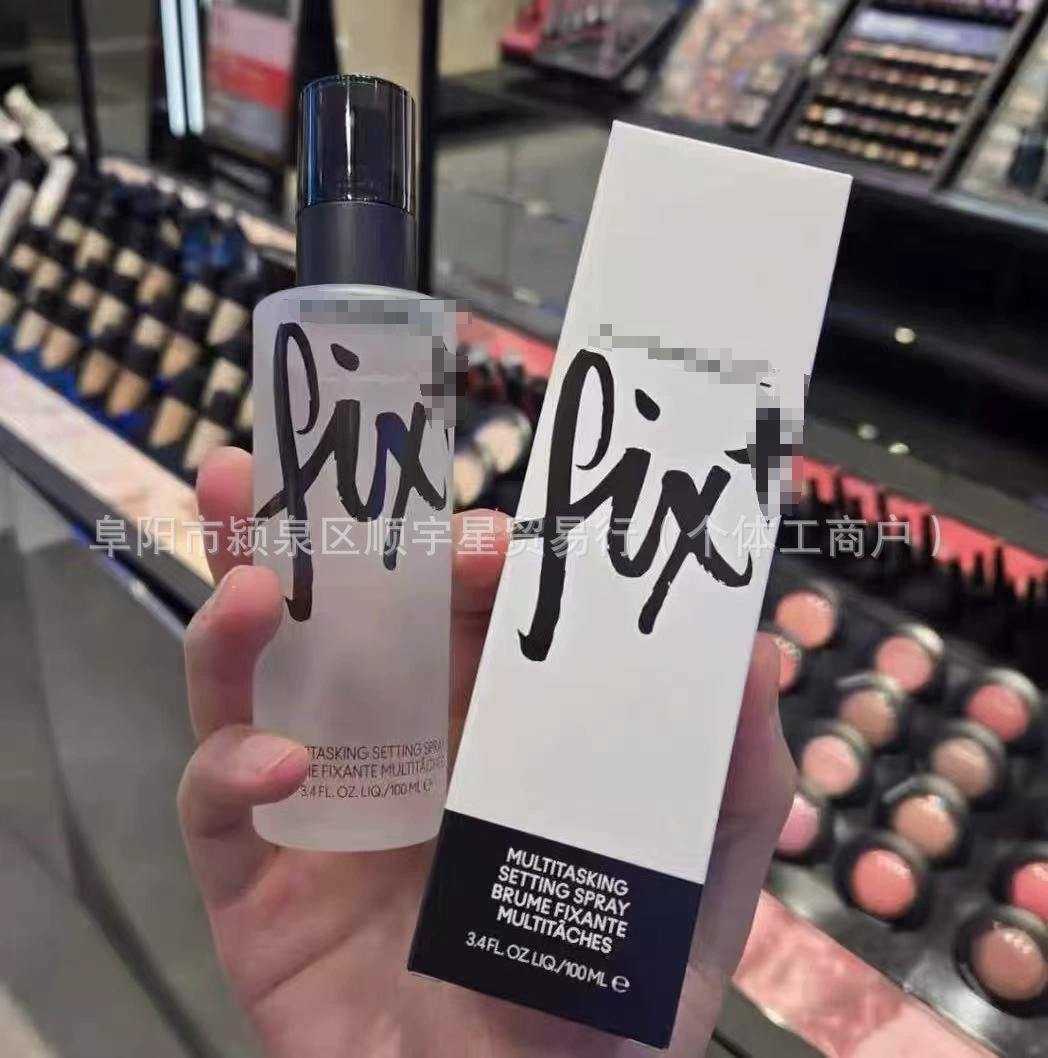 fix+
fix+
阜阳市颍泉区顺宇星贸易行（个体工商户）
TASKING SETTING SPRAY
FIXANTE MULTITÂCHES
3.4 FL. OZ. LIQ./100 ML ℮
MULTITASKING
SETTING SPRAY
BRUME FIXANTE
MULTITÂCHES
3.4 FL. OZ. LIQ./100 ML ℮